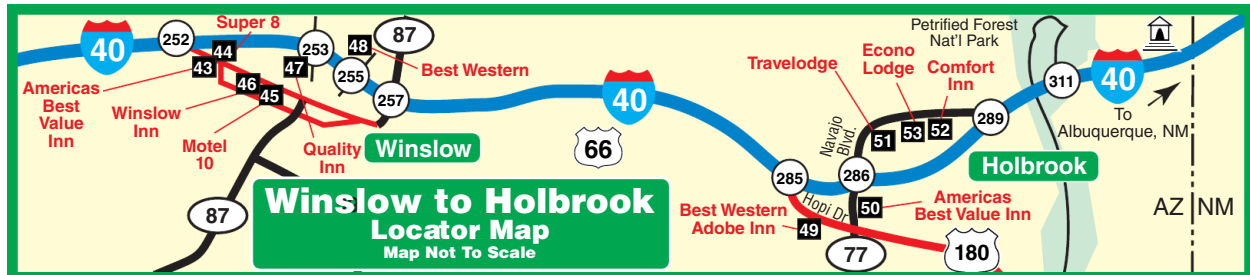 Super 8
252
44
253
48
87
40
43
47
Best Western
255
46
45
257
Americas
Best
Value
Inn
Winslow
Inn
Motel
10
Quality
Inn
Winslow
87
Winslow to Holbrook
Locator Map
Map Not To Scale
40
66
Petrified Forest
Nat'l Park
Econo
Lodge
Travelodge
Comfort
Inn
311
40
To
Albuquerque, NM
289
Navajo
Blvd.
51
53
52
Holbrook
285
286
Hopi Dr
Americas
Best Value Inn
50
Best Western
Adobe Inn
49
77
180
AZ
NM